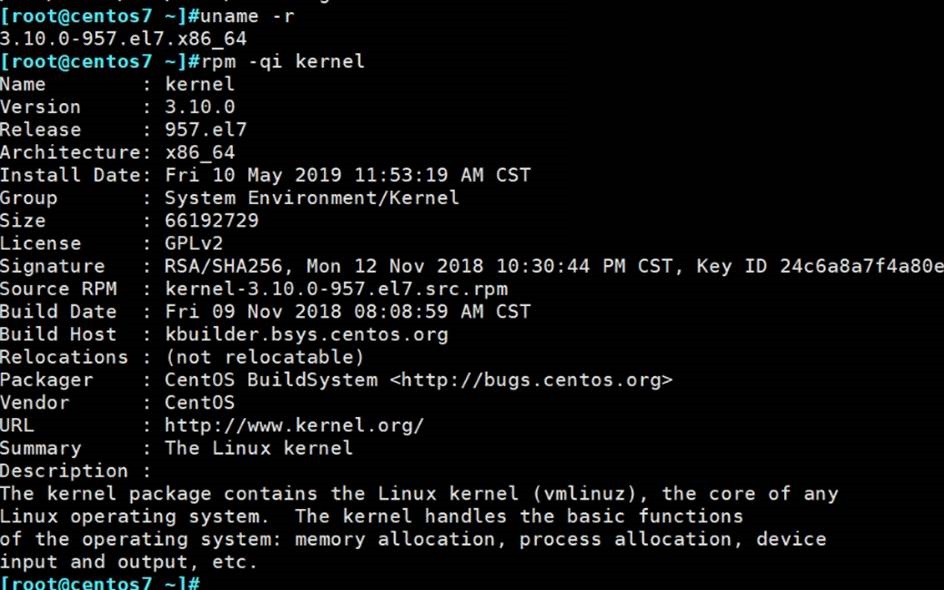 [root@centos7 ~]#uname -r
3.10.0-957.el7.x86_64
[root@centos7 ~]#rpm -qi kernel
Name        : kernel
Version     : 3.10.0
Release     : 957.el7
Architecture: x86_64
Install Date: Fri 10 May 2019 11:53:19 AM CST
Group       : System Environment/Kernel
Size        : 66192729
License     : GPLv2
Signature   : RSA/SHA256, Mon 12 Nov 2018 10:30:44 PM CST, Key ID 24c6a8a7f4a80e
Source RPM  : kernel-3.10.0-957.el7.src.rpm
Build Date  : Fri 09 Nov 2018 08:08:59 AM CST
Build Host  : kbuilder.bsys.centos.org
Relocations : (not relocatable)
Packager    : CentOS BuildSystem <http://bugs.centos.org>
Vendor      : CentOS
URL         : http://www.kernel.org/
Summary     : The Linux kernel
Description :
The kernel package contains the Linux kernel (vmlinuz), the core of any
Linux operating system.  The kernel handles the basic functions
of the operating system: memory allocation, process allocation, device
input and output, etc.
[root@centos7 ~]#